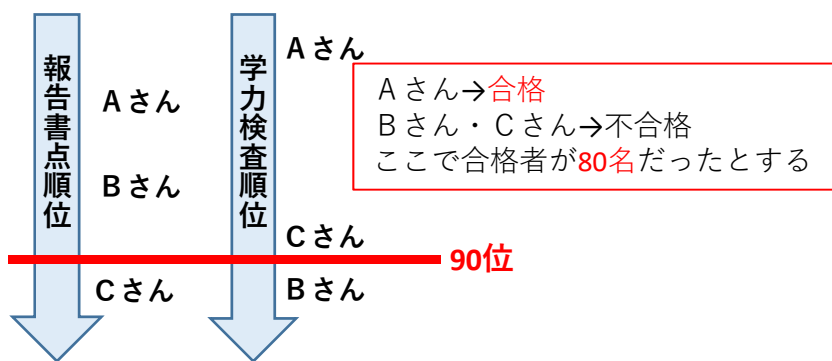 報告書点順位
Aさん
Bさん
Cさん
学力検査順位
Aさん
Cさん
Bさん
90位
Aさん→合格
Bさん・Cさん→不合格
ここで合格者が80名だったとする